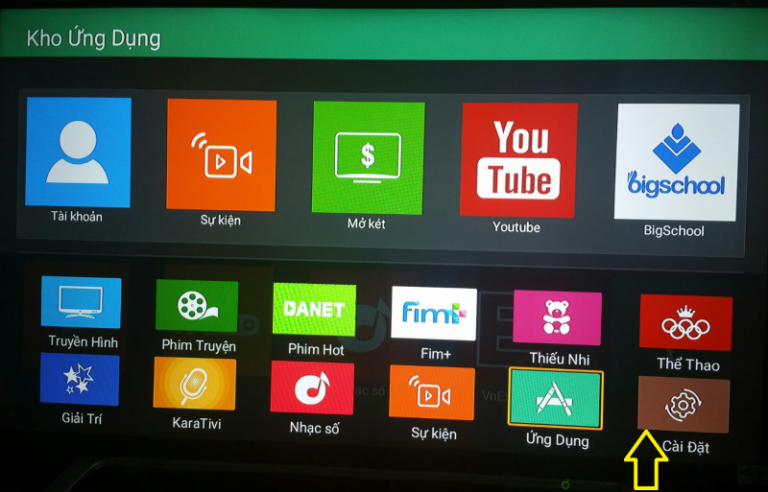 Kho Ứng Dụng
Tài khoản
Sự kiện
$
Mở két
You
Tube
Youtube
bigschool
BigSchool
Truyền Hình
Phim Truyện
DANET
Phim Hot
Fim+
Fim+
Thiếu Nhi
Thể Thao
Giải Trí
KaraTivi
Nhạc số
Sự kiện
Ứng Dụng
Cài Đặt